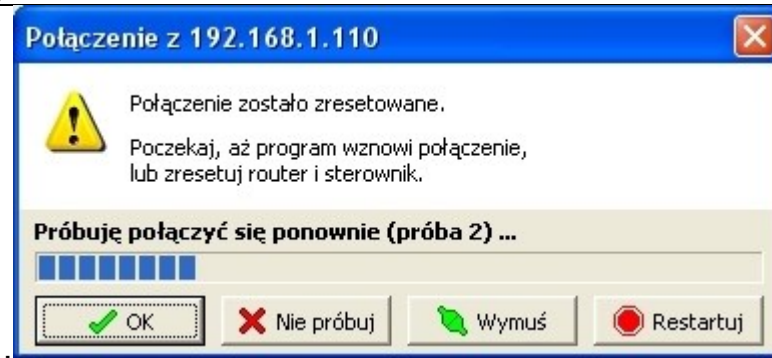 Połączenie z 192.168.1.110
Połączenie zostało zresetowane.
Poczekaj, aż program wznowi połączenie,
lub zresetuj router i sterownik.
Próbuję połączyć się ponownie (próba 2) ...
OK Nie próbuj Wymuś Restartuj
.